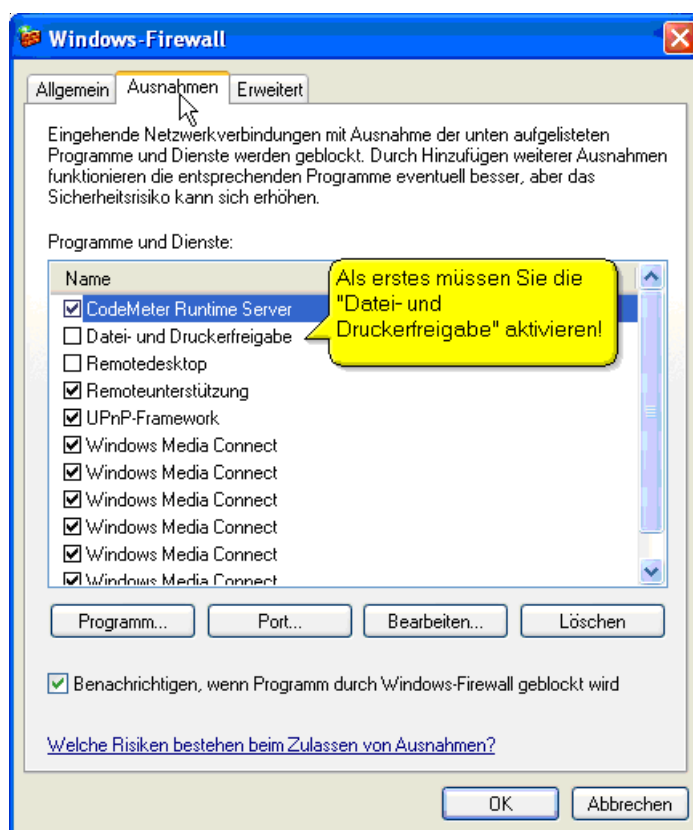 Windows-Firewall
Allgemein Ausnahmen Erweitert
Eingehende Netzwerkverbindungen mit Ausnahme der unten aufgelisteten
Programme und Dienste werden geblockt. Durch Hinzufügen weiterer Ausnahmen
funktionieren die entsprechenden Programme eventuell besser, aber das
Sicherheitsrisiko kann sich erhöhen.
Programme und Dienste:
Name
Als erstes müssen Sie die
"Datei- und
Druckerfreigabe" aktivieren!
CodeMeter Runtime Server
Datei- und Druckerfreigabe
Remotedesktop
Remoteunterstützung
UPnP-Framework
Windows Media Connect
Windows Media Connect
Windows Media Connect
Windows Media Connect
Windows Media Connect
Windows Media Connect
Programm... Port... Bearbeiten... Löschen
Benachrichtigen, wenn Programm durch Windows-Firewall geblockt wird
Welche Risiken bestehen beim Zulassen von Ausnahmen?
OK Abbrechen